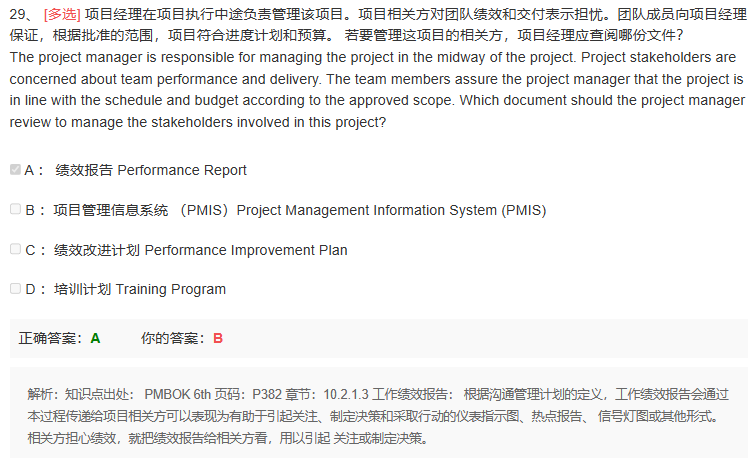 29、 [多选] 项目经理在项目执行中途负责管理该项目。项目相关方对团队绩效和交付表示担忧。团队成员向项目经理
保证，根据批准的范围，项目符合进度计划和预算。 若要管理这项目的相关方，项目经理应查阅哪份文件？
The project manager is responsible for managing the project in the midway of the project. Project stakeholders are
concerned about team performance and delivery. The team members assure the project manager that the project is
in line with the schedule and budget according to the approved scope. Which document should the project manager
review to manage the stakeholders involved in this project?
A： 绩效报告 Performance Report
B：项目管理信息系统 （PMIS）Project Management Information System (PMIS)
C：绩效改进计划 Performance Improvement Plan
D：培训计划 Training Program
正确答案：A 你的答案：B
解析：知识点出处： PMBOK 6th 页码：P382 章节：10.2.1.3 工作绩效报告： 根据沟通管理计划的定义，工作绩效报告会通过
本过程传递给项目相关方可以表现为有助于引起关注、制定决策和采取行动的仪表指示图、热点报告、 信号灯图或其他形式。
相关方担心绩效，就把绩效报告给相关方看，用以引起 关注或制定决策。